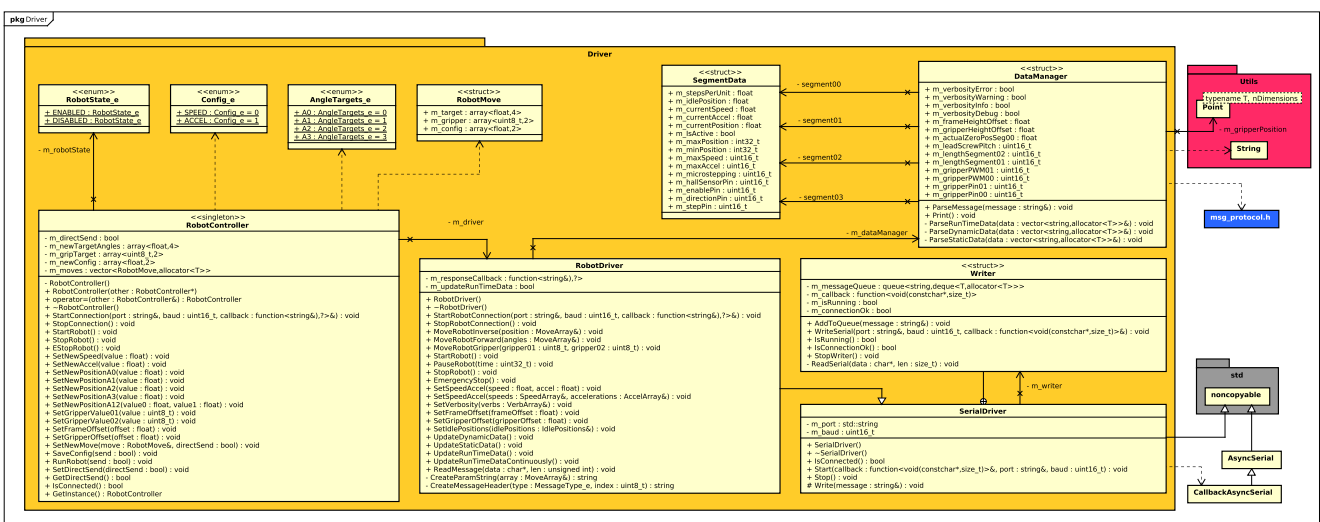 pkg Driver
Driver
<<enum>>
RobotState_e
+ ENABLED : RobotState_e
+ DISABLED : RobotState_e
<<enum>>
Config_e
+ SPEED : Config_e = 0
+ ACCEL : Config_e = 1
<<enum>>
AngleTargets_e
+ A0 : AngleTargets_e = 0
+ A1 : AngleTargets_e = 1
+ A2 : AngleTargets_e = 2
+ A3 : AngleTargets_e = 3
<<struct>>
RobotMove
+ m_target : array<float,4>
+ m_gripper : array<uint8_t,2>
+ m_config : array<float,2>
<<struct>>
SegmentData
+ m_stepsPerUnit : float
+ m_idlePosition : float
+ m_currentSpeed : float
+ m_currentAccel : float
+ m_currentPosition : float
+ m_isActive : bool
+ m_maxPosition : int32_t
+ m_minPosition : int32_t
+ m_maxSpeed : uint16_t
+ m_maxAccel : uint16_t
+ m_microstepping : uint16_t
+ m_hallSensorPin : uint16_t
+ m_enablePin : uint16_t
+ m_directionPin : uint16_t
+ m_stepPin : uint16_t
- segment00
- segment01
- segment02
- segment03
<<struct>>
DataManager
+ m_verbosityError : bool
+ m_verbosityWarning : bool
+ m_verbosityInfo : bool
+ m_verbosityDebug : bool
+ m_frameHeightOffset : float
+ m_gripperHeightOffset : float
+ m_actualZeroPosSeg00 : float
+ m_leadScrewPitch : uint16_t
+ m_lengthSegment02 : uint16_t
+ m_lengthSegment01 : uint16_t
+ m_gripperPWM01 : uint16_t
+ m_gripperPWM00 : uint16_t
+ m_gripperPin01 : uint16_t
+ m_gripperPin00 : uint16_t
+ ParseMessage(message : string&) : void
+ Print() : void
- ParseRunTimeData(data : vector<string,allocator<T>>&) : void
- ParseDynamicData(data : vector<string,allocator<T>>&) : void
- ParseStaticData(data : vector<string,allocator<T>>&) : void
Utils
typename T, nDimensions
Point
- m_gripperPosition
String
msg_protocol.h
- m_robotState
- m_driver
- m_dataManager
<<singleton>>
RobotController
- m_directSend : bool
- m_newTargetAngles : array<float,4>
- m_gripTarget : array<uint8_t,2>
- m_newConfig : array<float,2>
- m_moves : vector<RobotMove,allocator<T>>
- RobotController()
+ RobotController(other : RobotController*)
+ operator=(other : RobotController&) : RobotController
+ ~RobotController()
+ StartConnection(port : string&, baud : uint16_t, callback : function<string&),?>&) : void
+ StopConnection() : void
+ StartRobot() : void
+ StopRobot() : void
+ EStopRobot() : void
+ SetNewSpeed(value : float) : void
+ SetNewAccel(value : float) : void
+ SetNewPositionA0(value : float) : void
+ SetNewPositionA1(value : float) : void
+ SetNewPositionA2(value : float) : void
+ SetNewPositionA3(value : float) : void
+ SetNewPositionA12(value0 : float, value1 : float) : void
+ SetGripperValue01(value : uint8_t) : void
+ SetGripperValue02(value : uint8_t) : void
+ SetFrameOffset(offset : float) : void
+ SetGripperOffset(offset : float) : void
+ SetNewMove(move : RobotMove&, directSend : bool) : void
+ SaveConfig(send : bool) : void
+ RunRobot(send : bool) : void
+ SetDirectSend(directSend : bool) : void
+ GetDirectSend() : bool
+ IsConnected() : bool
+ GetInstance() : RobotController
RobotDriver
- m_responseCallback : function<string&),?>
- m_updateRunTimeData : bool
+ RobotDriver()
+ ~RobotDriver()
+ StartRobotConnection(port : string&, baud : uint16_t, callback : function<string&),?>&) : void
+ StopRobotConnection() : void
+ MoveRobotInverse(position : MoveArray&) : void
+ MoveRobotForward(angles : MoveArray&) : void
+ MoveRobotGripper(gripper01 : uint8_t, gripper02 : uint8_t) : void
+ StartRobot() : void
+ PauseRobot(time : uint32_t) : void
+ StopRobot() : void
+ EmergencyStop() : void
+ SetSpeedAccel(speed : float, accel : float) : void
+ SetSpeedAccel(speeds : SpeedArray&, accelerations : AccelArray&) : void
+ SetVerbosity(verbs : VerbArray&) : void
+ SetFrameOffset(frameOffset : float) : void
+ SetGripperOffset(gripperOffset : float) : void
+ SetIdlePositions(idlePositions : IdlePositions&) : void
+ UpdateDynamicData() : void
+ UpdateStaticData() : void
+ UpdateRunTimeData() : void
+ UpdateRunTimeDataContinuously() : void
+ ReadMessage(data : char*, len : unsigned int) : void
- CreateParamString(array : MoveArray&) : string
- CreateMessageHeader(type : MessageType_e, index : uint8_t) : string
<<struct>>
Writer
- m_messageQueue : queue<string,deque<T,allocator<T>>>
- m_callback : function<void(constchar*,size_t)>
- m_isRunning : bool
- m_connectionOk : bool
+ AddToQueue(message : string&) : void
+ WriteSerial(port : string&, baud : uint16_t, callback : function<void(constchar*,size_t)>&) : void
+ IsRunning() : bool
+ IsConnectionOk() : bool
+ StopWriter() : void
- ReadSerial(data : char*, len : size_t) : void
- m_writer
SerialDriver
- m_port : std::string
- m_baud : uint16_t
+ SerialDriver()
+ ~SerialDriver()
+ IsConnected() : bool
+ Start(callback : function<void(constchar*,size_t)>&, port : string&, baud : uint16_t) : void
+ Stop() : void
# Write(message : string&) : void
std
noncopyable
AsyncSerial
CallbackAsyncSerial